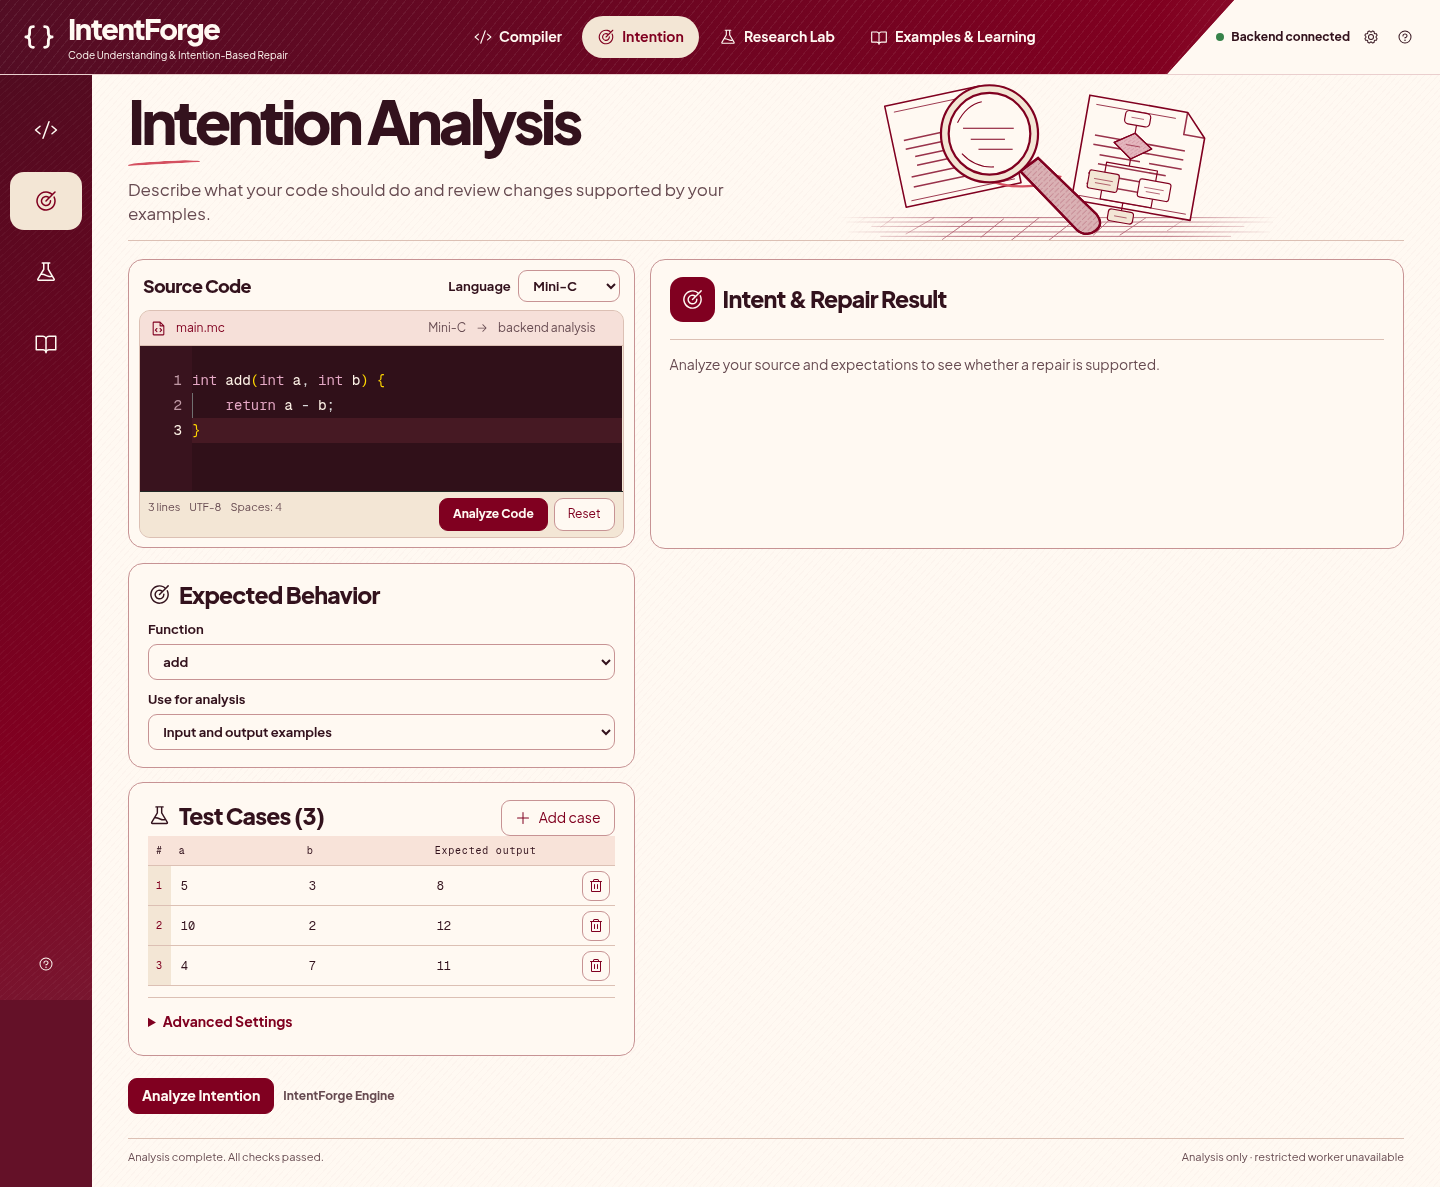 { } IntentForge
Code Understanding & Intention-Based Repair
</> Compiler
Intention
Research Lab
Examples & Learning
Backend connected
Intention Analysis
Describe what your code should do and review changes supported by your
examples.
Source Code
Language
Mini-C
main.mc
Mini-C → backend analysis
1 int add(int a, int b) {
2     return a - b;
3 }
3 lines UTF-8 Spaces: 4
Analyze Code
Reset
Intent & Repair Result
Analyze your source and expectations to see whether a repair is supported.
Expected Behavior
Function
add
Use for analysis
Input and output examples
Test Cases (3)
+ Add case
# a b Expected output
1 5 3 8
2 10 2 12
3 4 7 11
Advanced Settings
Analyze Intention
IntentForge Engine
Analysis complete. All checks passed.
Analysis only · restricted worker unavailable